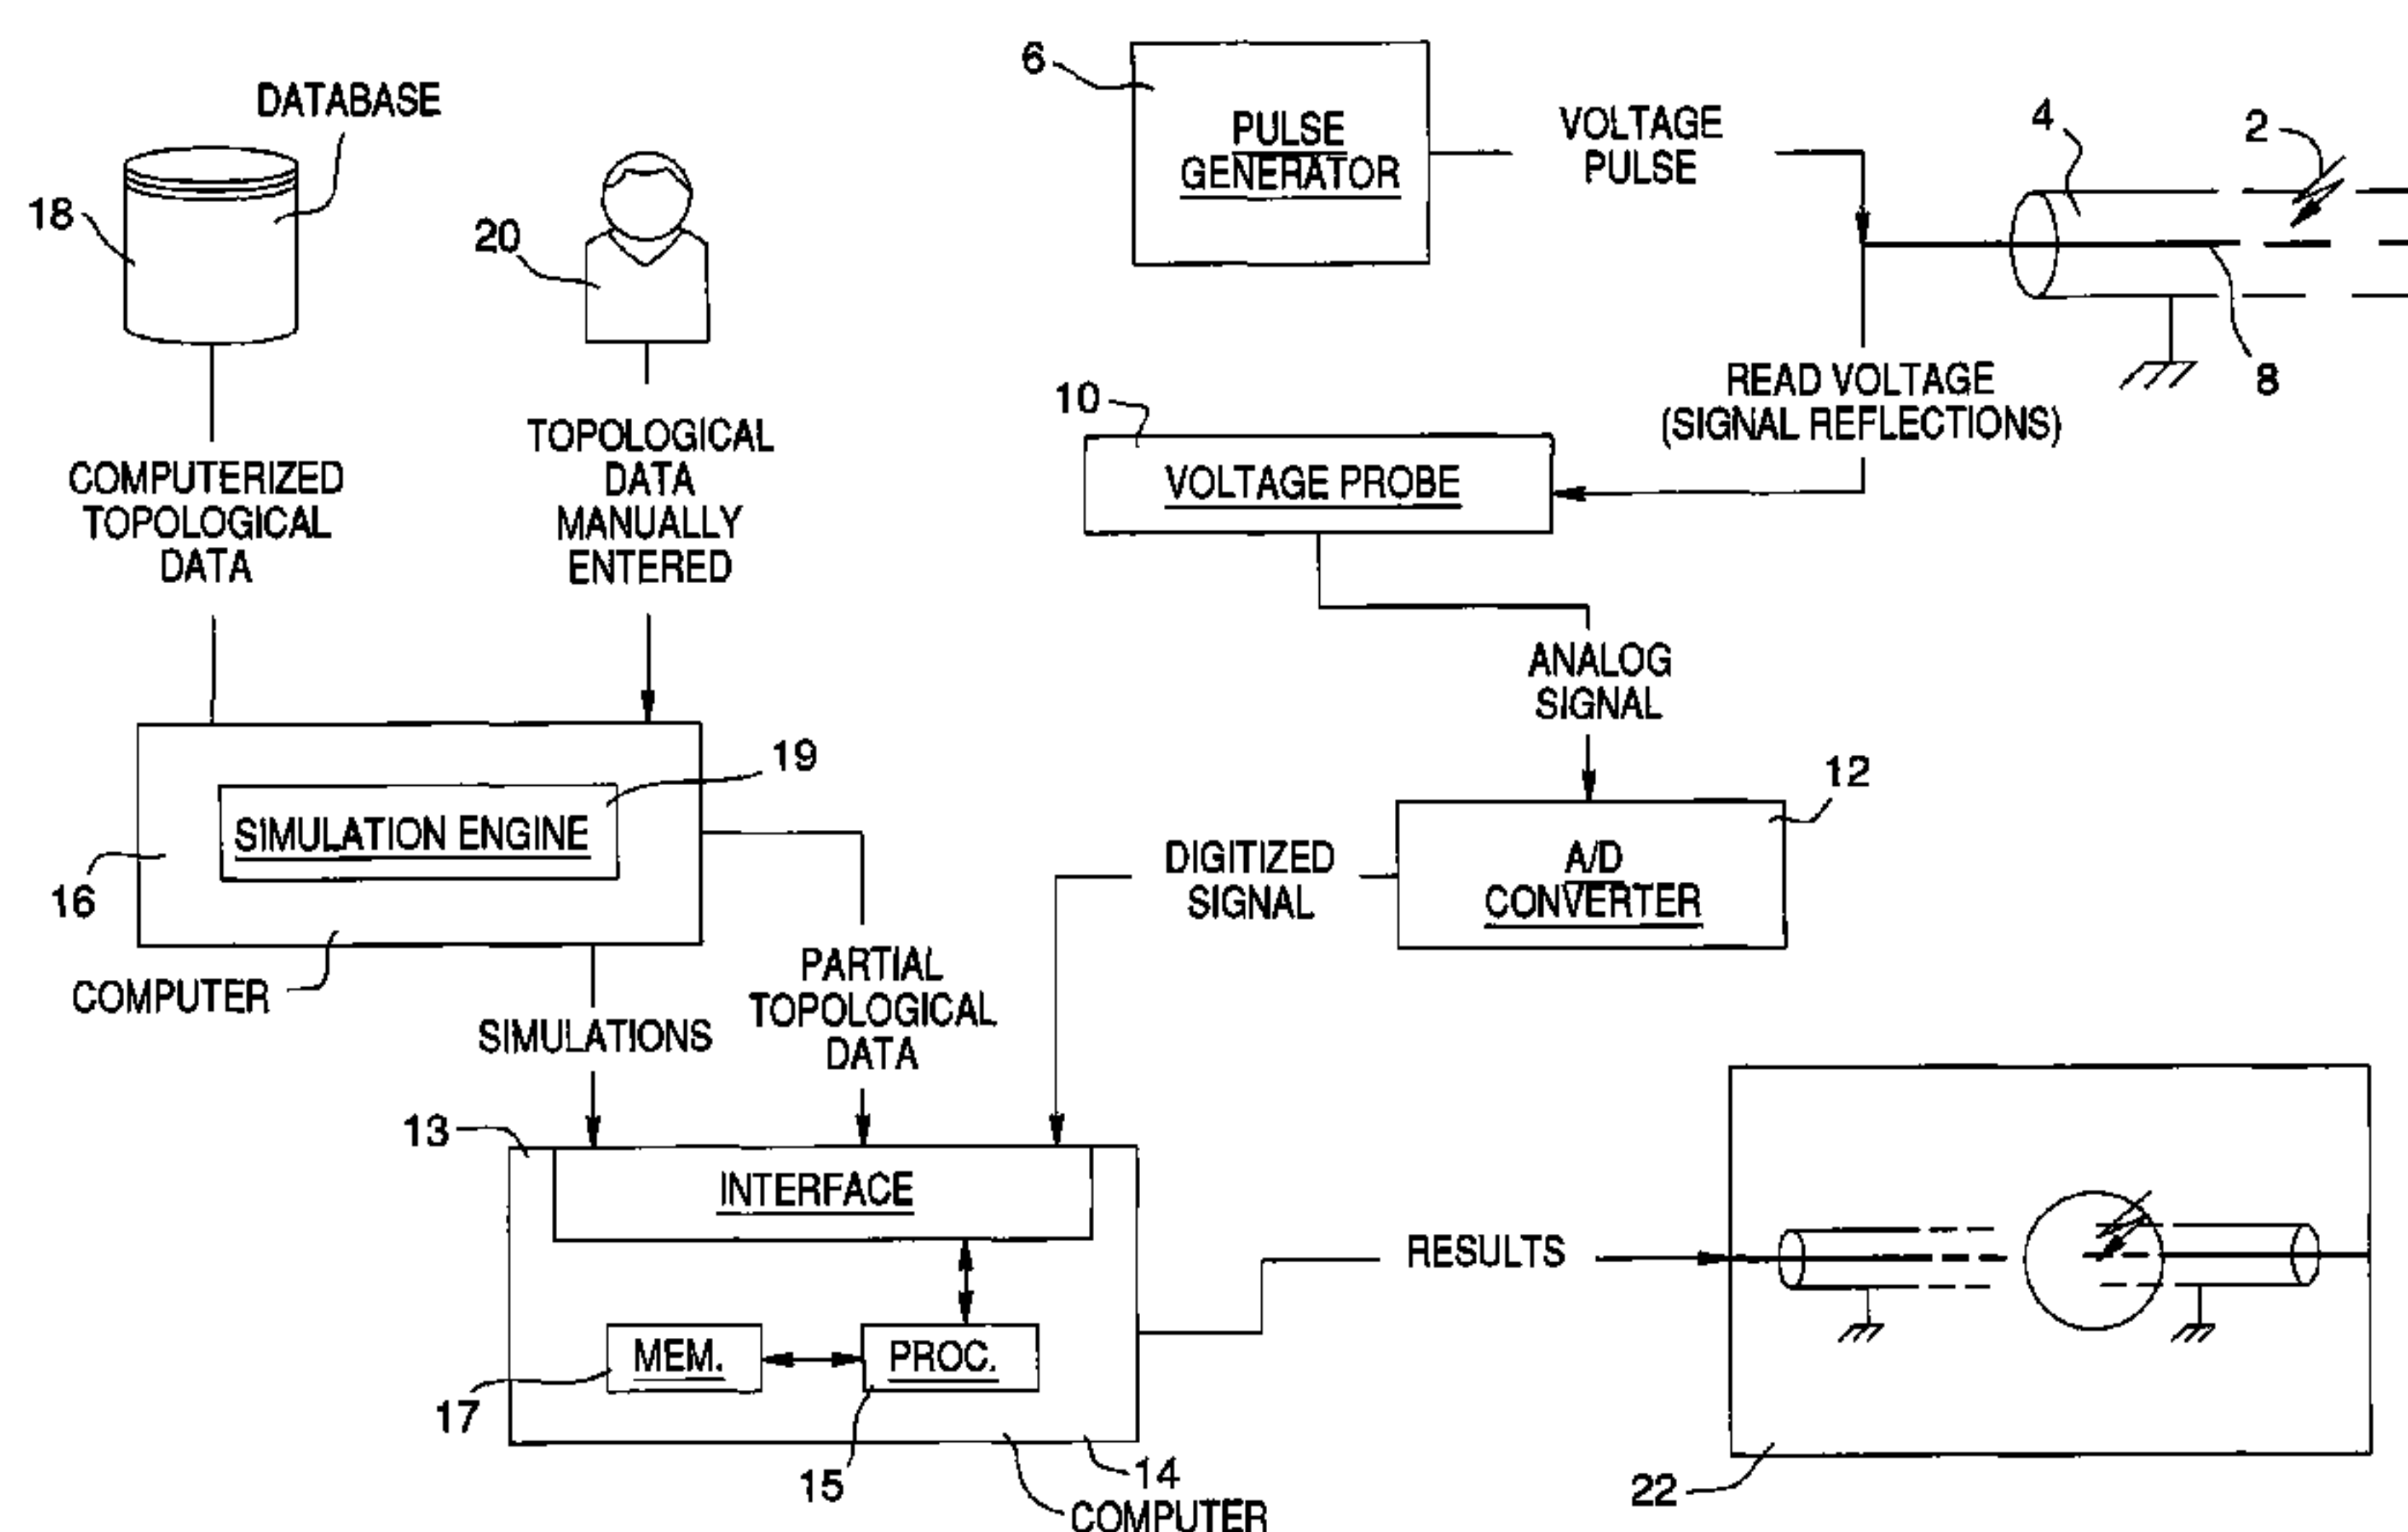 6
PULSE
GENERATOR
VOLTAGE
PULSE
4
2
8
DATABASE
18
20
READ VOLTAGE
(SIGNAL REFLECTIONS)
10
VOLTAGE PROBE
COMPUTERIZED
TOPOLOGICAL
DATA
TOPOLOGICAL
DATA
MANUALLY
ENTERED
ANALOG
SIGNAL
12
A/D
CONVERTER
DIGITIZED
SIGNAL
19
SIMULATION ENGINE
16
COMPUTER
SIMULATIONS
PARTIAL
TOPOLOGICAL
DATA
13
INTERFACE
MEM.
PROC.
17
15
14
COMPUTER
RESULTS
22